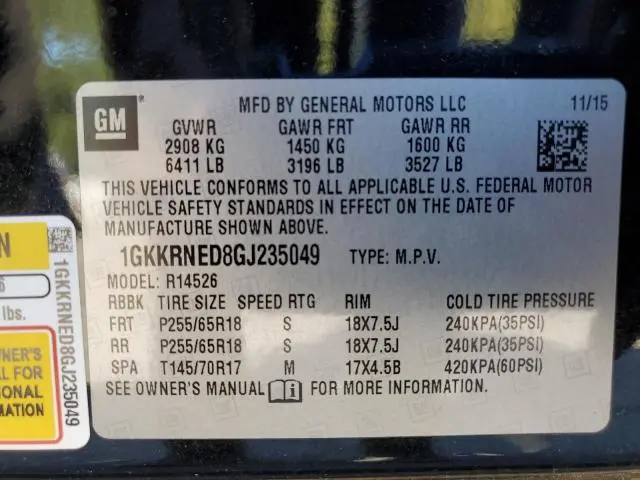 GM
MFD BY GENERAL MOTORS LLC 11/15
GVWR GAWR FRT GAWR RR
2908 KG 1450 KG 1600 KG
6411 LB 3196 LB 3527 LB
THIS VEHICLE CONFORMS TO ALL APPLICABLE U.S. FEDERAL MOTOR
VEHICLE SAFETY STANDARDS IN EFFECT ON THE DATE OF
MANUFACTURE SHOWN ABOVE.
1GKKRNED8GJ235049 TYPE: M.P.V.
MODEL: R14526
RBBK TIRE SIZE SPEED RTG RIM COLD TIRE PRESSURE
FRT P255/65R18 S 18X7.5J 240KPA(35PSI)
RR P255/65R18 S 18X7.5J 240KPA(35PSI)
SPA T145/70R17 M 17X4.5B 420KPA(60PSI)
SEE OWNER'S MANUAL FOR MORE INFORMATION.
1GKKRNED8GJ235049
N
6
lbs.
OWNER'S
L FOR
IONAL
MATION